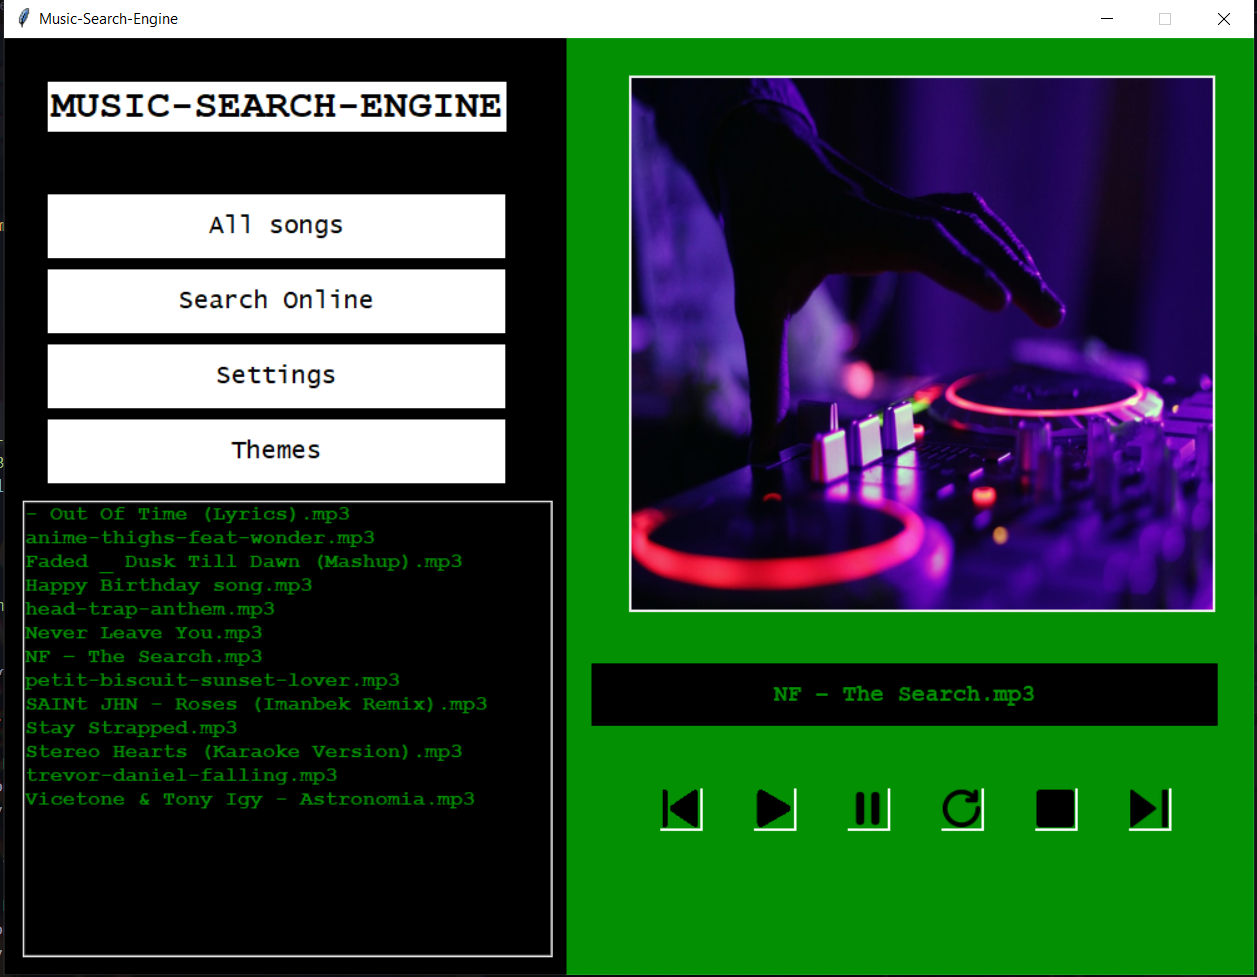 Music-Search-Engine
MUSIC-SEARCH-ENGINE
All songs
Search Online
Settings
Themes
- Out Of Time (Lyrics).mp3
anime-thighs-feat-wonder.mp3
Faded _ Dusk Till Dawn (Mashup).mp3
Happy Birthday song.mp3
head-trap-anthem.mp3
Never Leave You.mp3
NF - The Search.mp3
petit-biscuit-sunset-lover.mp3
SAINt JHN - Roses (Imanbek Remix).mp3
Stay Strapped.mp3
Stereo Hearts (Karaoke Version).mp3
trevor-daniel-falling.mp3
Vicetone & Tony Igy - Astronomia.mp3
NF - The Search.mp3